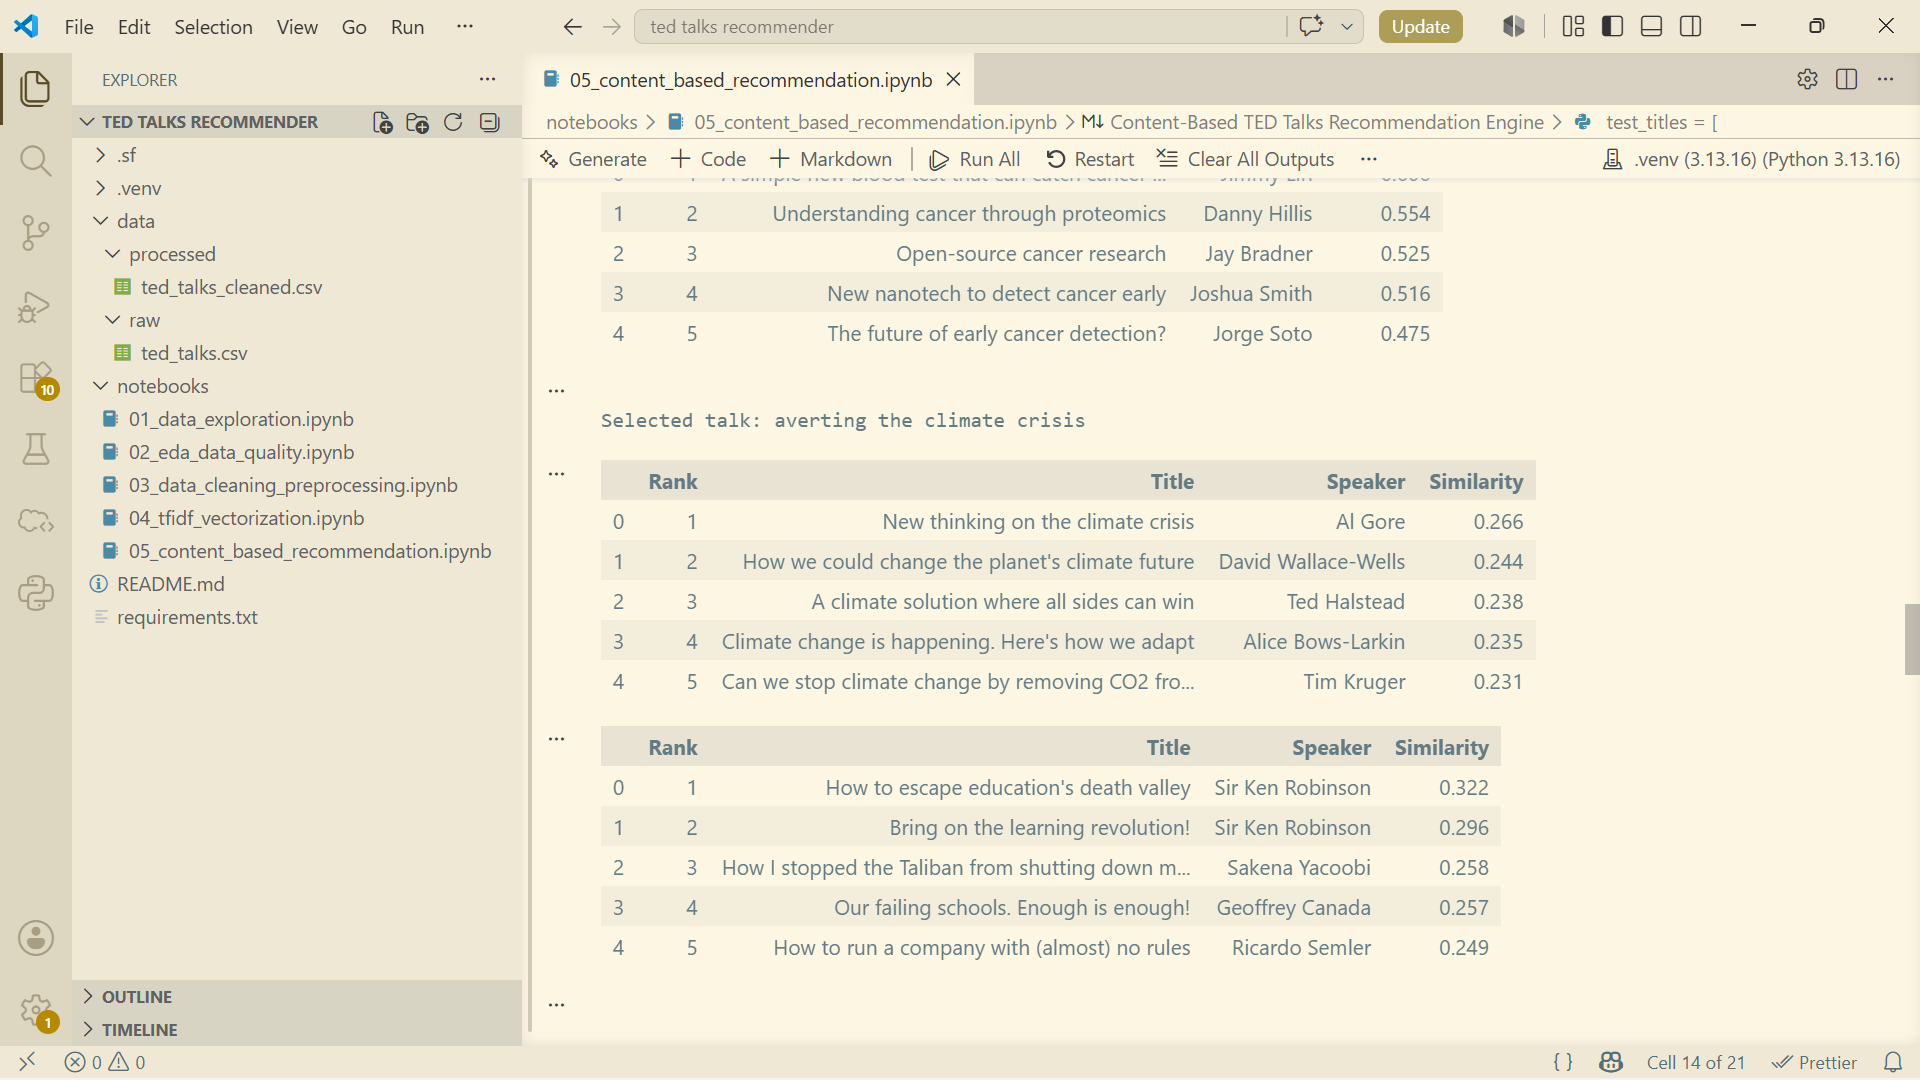 File Edit Selection View Go Run ···
ted talks recommender
Update
EXPLORER
TED TALKS RECOMMENDER
.sf
.venv
data
processed
ted_talks_cleaned.csv
raw
ted_talks.csv
notebooks
01_data_exploration.ipynb
02_eda_data_quality.ipynb
03_data_cleaning_preprocessing.ipynb
04_tfidf_vectorization.ipynb
05_content_based_recommendation.ipynb
README.md
requirements.txt
OUTLINE
TIMELINE
10
1
05_content_based_recommendation.ipynb
notebooks > 05_content_based_recommendation.ipynb > M↓ Content-Based TED Talks Recommendation Engine > test_titles = [
Generate + Code + Markdown | Run All Restart Clear All Outputs ··· .venv (3.13.16) (Python 3.13.16)
A simple new blood test that can catch cancer ... Jimmy Lin
1 2 Understanding cancer through proteomics Danny Hillis 0.554
2 3 Open-source cancer research Jay Bradner 0.525
3 4 New nanotech to detect cancer early Joshua Smith 0.516
4 5 The future of early cancer detection? Jorge Soto 0.475
...
Selected talk: averting the climate crisis
...
Rank Title Speaker Similarity
0 1 New thinking on the climate crisis Al Gore 0.266
1 2 How we could change the planet's climate future David Wallace-Wells 0.244
2 3 A climate solution where all sides can win Ted Halstead 0.238
3 4 Climate change is happening. Here's how we adapt Alice Bows-Larkin 0.235
4 5 Can we stop climate change by removing CO2 fro... Tim Kruger 0.231
...
Rank Title Speaker Similarity
0 1 How to escape education's death valley Sir Ken Robinson 0.322
1 2 Bring on the learning revolution! Sir Ken Robinson 0.296
2 3 How I stopped the Taliban from shutting down m... Sakena Yacoobi 0.258
3 4 Our failing schools. Enough is enough! Geoffrey Canada 0.257
4 5 How to run a company with (almost) no rules Ricardo Semler 0.249
...
0 0
{ } Cell 14 of 21 Prettier